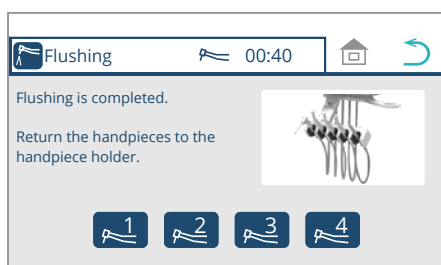 Flushing 00:40
Flushing is completed.
Return the handpieces to the
handpiece holder.
1 2 3 4